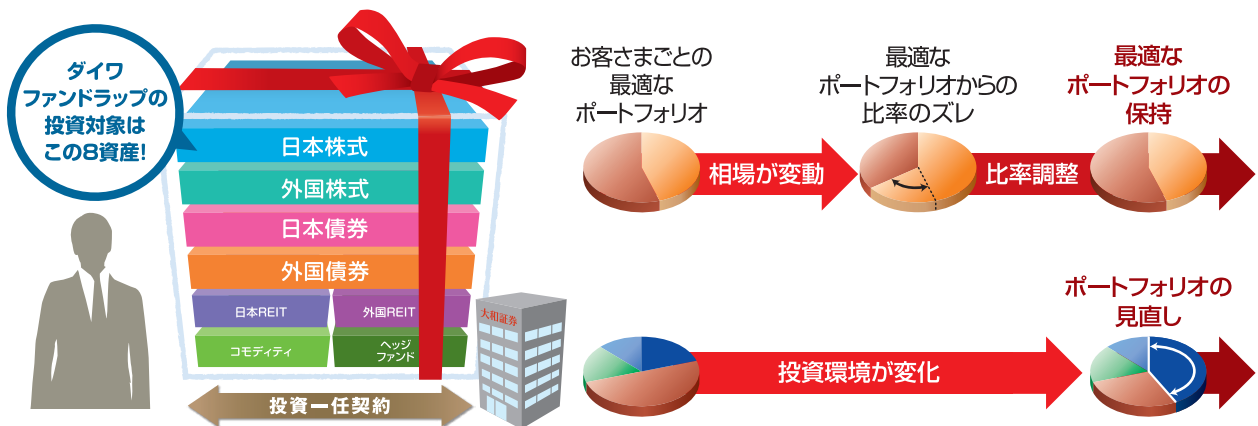 ダイワ
ファンドラップの
投資対象は
この8資産!
日本株式
外国株式
日本債券
外国債券
日本REIT
外国REIT
コモディティ
ヘッジ
ファンド
大和証券
投資一任契約
お客さまごとの
最適な
ポートフォリオ
相場が変動
最適な
ポートフォリオからの
比率のズレ
比率調整
最適な
ポートフォリオの
保持
投資環境が変化
ポートフォリオの
見直し